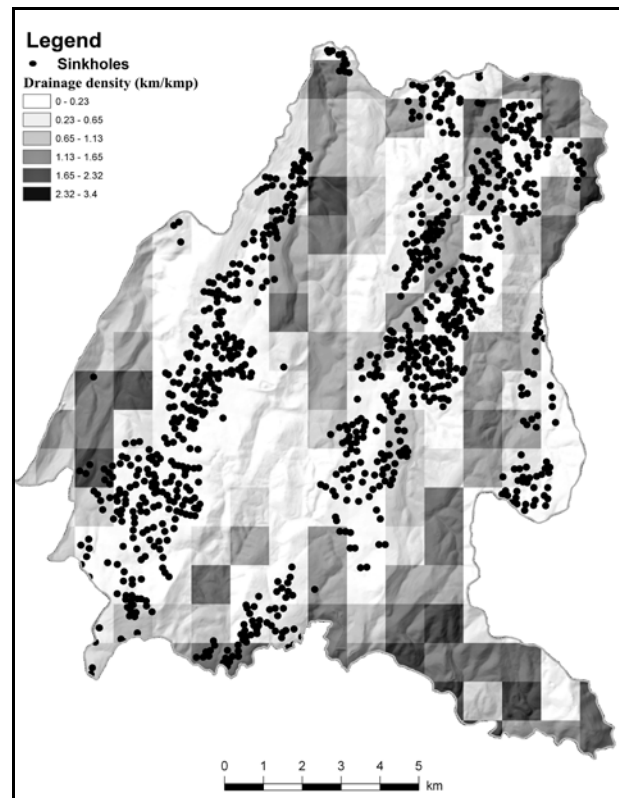 Legend
Sinkholes
Drainage density (km/kmp)
0 - 0.23
0.23 - 0.65
0.65 - 1.13
1.13 - 1.65
1.65 - 2.32
2.32 - 3.4
0 1 2 3 4 5
km